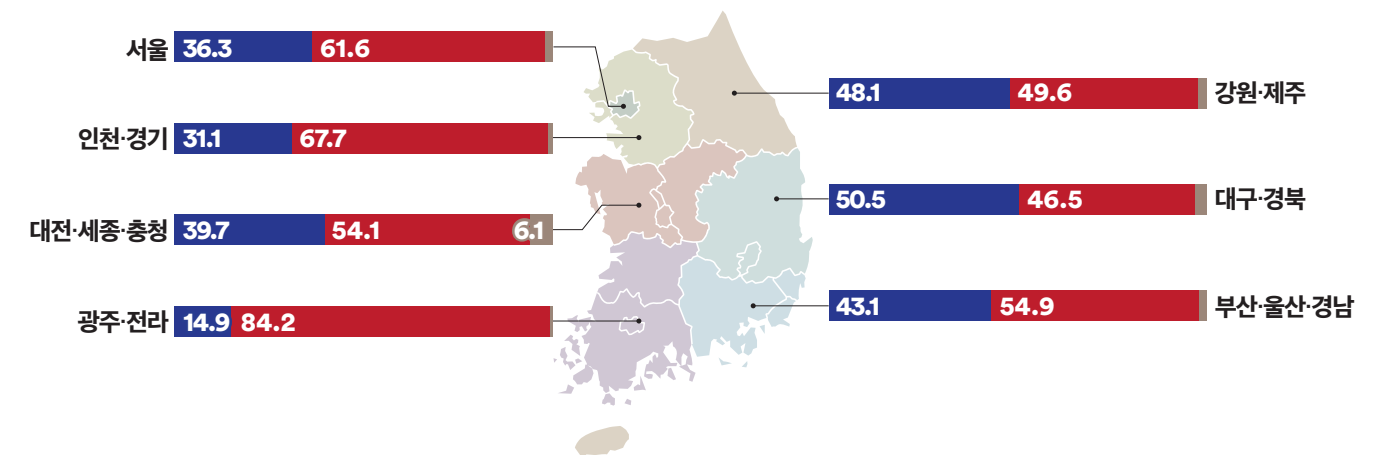 서울 36.3 61.6
인천·경기 31.1 67.7
대전·세종·충청 39.7 54.1 6.1
광주·전라 14.9 84.2
48.1 49.6 강원·제주
50.5 46.5 대구·경북
43.1 54.9 부산·울산·경남